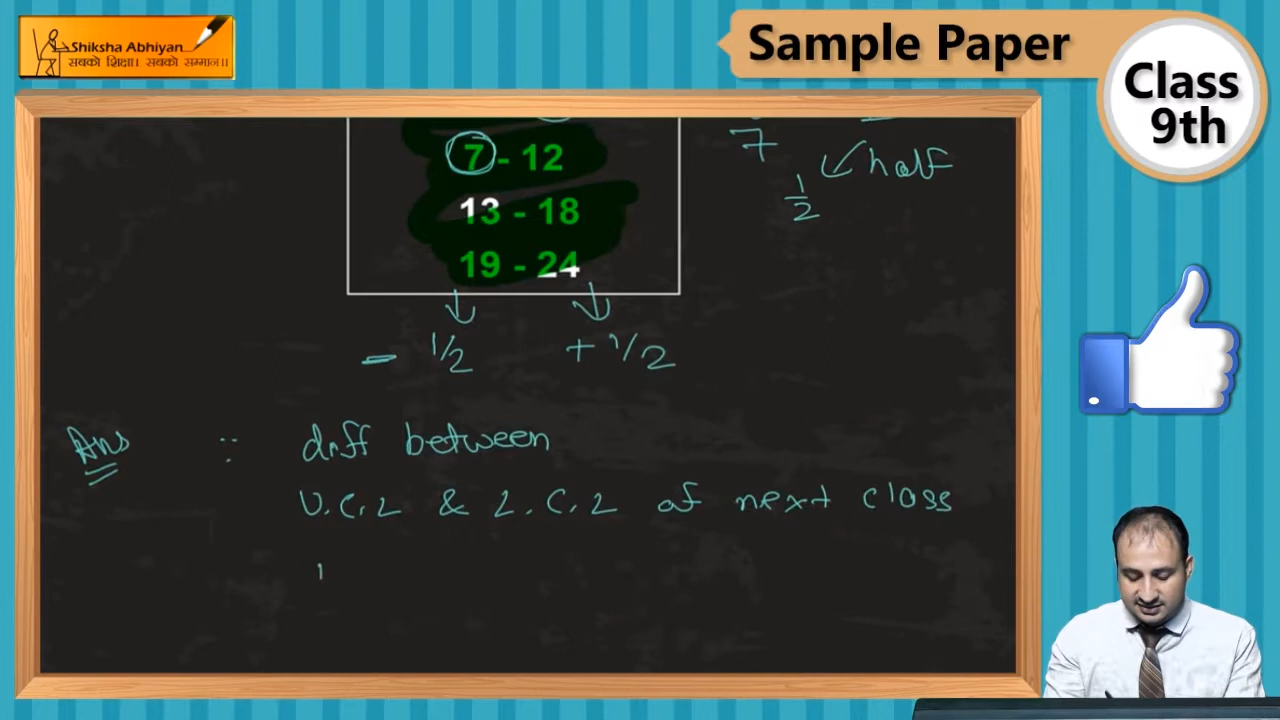 Shiksha Abhiyan
सबको शिक्षा। सबको सम्मान।।
Sample Paper
Class
9th
7 - 12
13 - 18
19 - 24
7
half
1/2
- 1/2 + 1/2
Ans ∵ diff between
U.C.L & L.C.L of next class